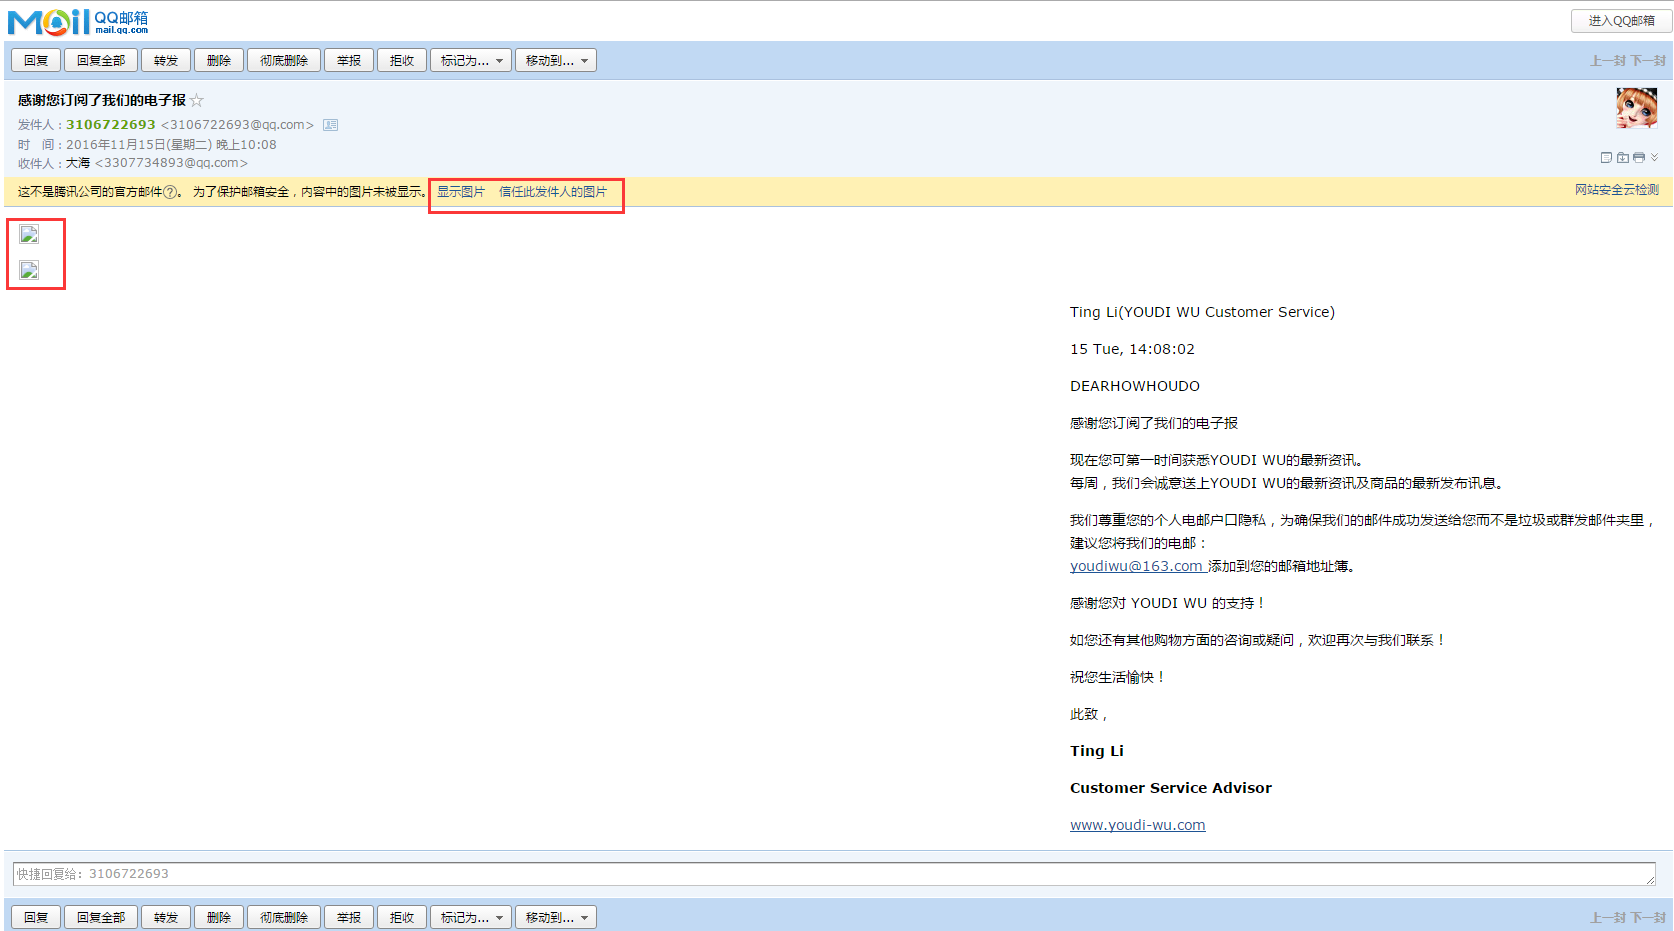 Mail QQ邮箱
mail.qq.com
进入QQ邮箱
回复 回复全部 转发 删除 彻底删除 举报 拒收 标记为... 移动到... 上一封 下一封
感谢您订阅了我们的电子报
发件人：3106722693 <3106722693@qq.com>
时 间：2016年11月15日(星期二) 晚上10:08
收件人：大海 <3307734893@qq.com>
这不是腾讯公司的官方邮件?。 为了保护邮箱安全，内容中的图片未被显示。 显示图片 信任此发件人的图片 网站安全云检测
Ting Li(YOUDI WU Customer Service)
15 Tue, 14:08:02
DEARHOWHOUDO
感谢您订阅了我们的电子报
现在您可第一时间获悉YOUDI WU的最新资讯。
每周，我们会诚意送上YOUDI WU的最新资讯及商品的最新发布讯息。
我们尊重您的个人电邮户口隐私，为确保我们的邮件成功发送给您而不是垃圾或群发邮件夹里，
建议您将我们的电邮：
youdiwu@163.com 添加到您的邮箱地址簿。
感谢您对 YOUDI WU 的支持！
如您还有其他购物方面的咨询或疑问，欢迎再次与我们联系！
祝您生活愉快！
此致，
Ting Li
Customer Service Advisor
www.youdi-wu.com
快捷回复给：3106722693
回复 回复全部 转发 删除 彻底删除 举报 拒收 标记为... 移动到... 上一封 下一封